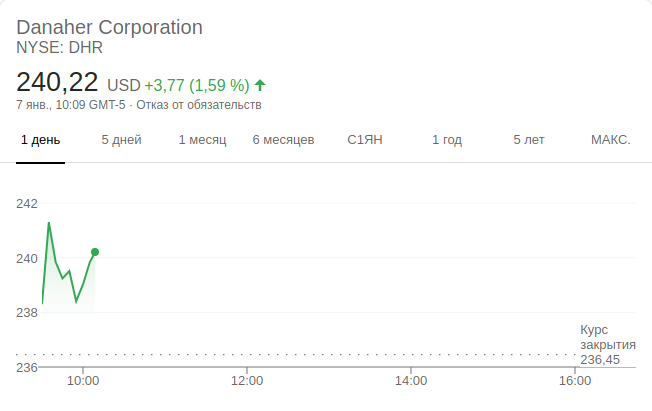 Danaher Corporation
NYSE: DHR
240,22 USD +3,77 (1,59 %)
7 янв., 10:09 GMT-5 · Отказ от обязательств
1 день 5 дней 1 месяц 6 месяцев С1ЯН 1 год 5 лет МАКС.
242
240
238
236
Курс
закрытия
236,45
10:00 12:00 14:00 16:00